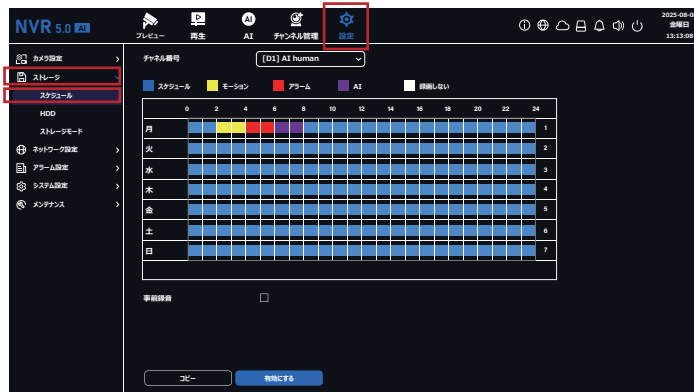 NVR 5.0 AI
プレビュー 再生 AI AI チャンネル管理 設定
2025-08-0
金曜日
13:13:08
カメラ設定
ストレージ
スケジュール
HDD
ストレージモード
ネットワーク設定
アラーム設定
システム設定
メンテナンス
チャネル番号 [D1] AI human
スケジュール モーション アラーム AI 録画しない
0 2 4 6 8 10 12 14 16 18 20 22 24
月 1
火 2
水 3
木 4
金 5
土 6
日 7
事前録音
コピー 有効にする